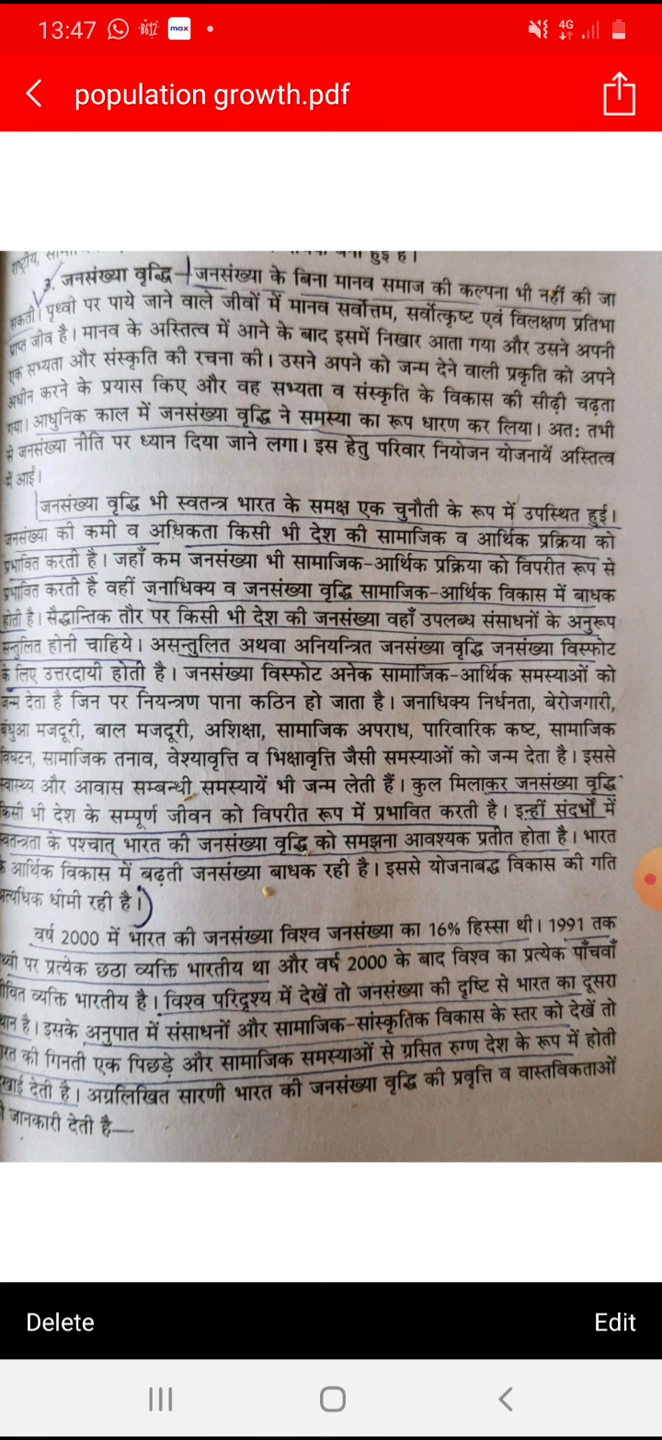 13:47
4G
max
population growth.pdf
राष्ट्रीय,
हुई है।
3. जनसंख्या वृद्धि—जनसंख्या के बिना मानव समाज की कल्पना भी नहीं की जा
सकती। पृथ्वी पर पाये जाने वाले जीवों में मानव सर्वोत्तम, सर्वोत्कृष्ट एवं विलक्षण प्रतिभा
प्राप्त जीव है। मानव के अस्तित्व में आने के बाद इसमें निखार आता गया और उसने अपनी
एक सभ्यता और संस्कृति की रचना की। उसने अपने को जन्म देने वाली प्रकृति को अपने
अधीन करने के प्रयास किए और वह सभ्यता व संस्कृति के विकास की सीढ़ी चढ़ता
गया। आधुनिक काल में जनसंख्या वृद्धि ने समस्या का रूप धारण कर लिया। अतः तभी
से जनसंख्या नीति पर ध्यान दिया जाने लगा। इस हेतु परिवार नियोजन योजनायें अस्तित्व
में आईं।
जनसंख्या वृद्धि भी स्वतन्त्र भारत के समक्ष एक चुनौती के रूप में उपस्थित हुई।
जनसंख्या की कमी व अधिकता किसी भी देश की सामाजिक व आर्थिक प्रक्रिया को
प्रभावित करती है। जहाँ कम जनसंख्या भी सामाजिक-आर्थिक प्रक्रिया को विपरीत रूप से
प्रभावित करती है वहीं जनाधिक्य व जनसंख्या वृद्धि सामाजिक-आर्थिक विकास में बाधक
होती है। सैद्धान्तिक तौर पर किसी भी देश की जनसंख्या वहाँ उपलब्ध संसाधनों के अनुरूप
सन्तुलित होनी चाहिये। असन्तुलित अथवा अनियन्त्रित जनसंख्या वृद्धि जनसंख्या विस्फोट
के लिए उत्तरदायी होती है। जनसंख्या विस्फोट अनेक सामाजिक-आर्थिक समस्याओं को
जन्म देता है जिन पर नियन्त्रण पाना कठिन हो जाता है। जनाधिक्य निर्धनता, बेरोजगारी,
बंधुआ मजदूरी, बाल मजदूरी, अशिक्षा, सामाजिक अपराध, पारिवारिक कष्ट, सामाजिक
विघटन, सामाजिक तनाव, वेश्यावृत्ति व भिक्षावृत्ति जैसी समस्याओं को जन्म देता है। इससे
स्वास्थ्य और आवास सम्बन्धी समस्यायें भी जन्म लेती हैं। कुल मिलाकर जनसंख्या वृद्धि
किसी भी देश के सम्पूर्ण जीवन को विपरीत रूप में प्रभावित करती है। इन्हीं संदर्भों में
स्वतन्त्रता के पश्चात् भारत की जनसंख्या वृद्धि को समझना आवश्यक प्रतीत होता है। भारत
के आर्थिक विकास में बढ़ती जनसंख्या बाधक रही है। इससे योजनाबद्ध विकास की गति
अत्यधिक धीमी रही है।
वर्ष 2000 में भारत की जनसंख्या विश्व जनसंख्या का 16% हिस्सा थी। 1991 तक
पृथ्वी पर प्रत्येक छठा व्यक्ति भारतीय था और वर्ष 2000 के बाद विश्व का प्रत्येक पाँचवाँ
जीवित व्यक्ति भारतीय है। विश्व परिदृश्य में देखें तो जनसंख्या की दृष्टि से भारत का दूसरा
स्थान है। इसके अनुपात में संसाधनों और सामाजिक-सांस्कृतिक विकास के स्तर को देखें तो
भारत की गिनती एक पिछड़े और सामाजिक समस्याओं से ग्रसित रुग्ण देश के रूप में होती
दिखाई देती है। अग्रलिखित सारणी भारत की जनसंख्या वृद्धि की प्रवृत्ति व वास्तविकताओं
की जानकारी देती है—
Delete
Edit